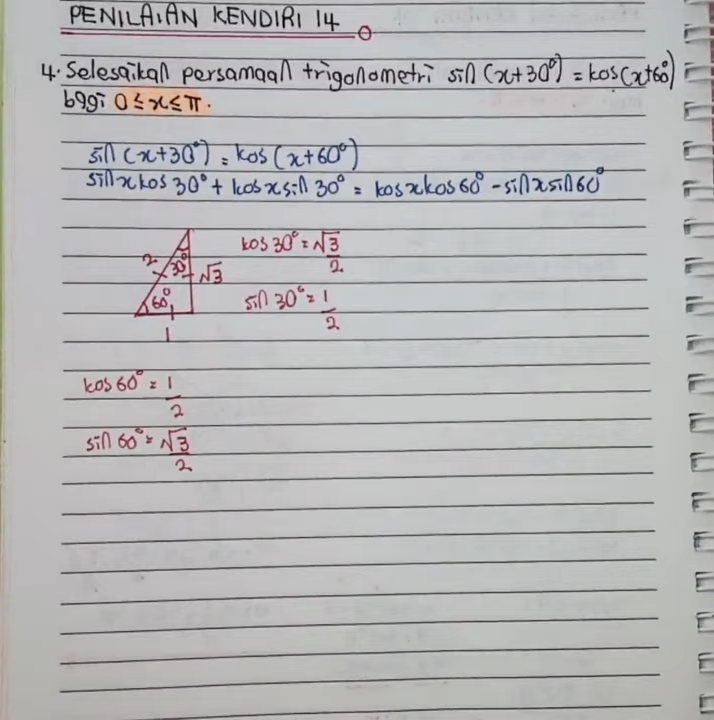 PENILAIAN KENDIRI 14
4. Selesaikan persamaan trigonometri sin (x+30°) = kos(x+60°)
bagi 0 ≤ x ≤ π.
sin (x+30°) = kos (x+60°)
sin x kos 30° + kos x sin 30° = kos x kos 60° - sin x sin 60°
2 30° √3 60° 1
kos 30° = √3/2
sin 30° = 1/2
kos 60° = 1/2
sin 60° = √3/2